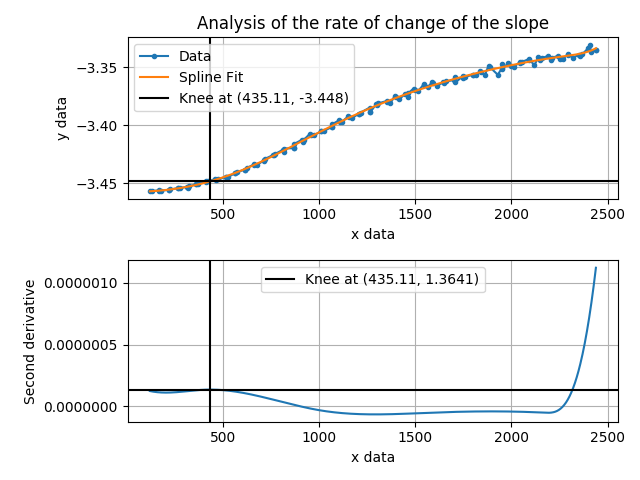 Analysis of the rate of change of the slope
Data
Spline Fit
Knee at (435.11, -3.448)
y data
−3.35
−3.40
−3.45
500 1000 1500 2000 2500
x data
Knee at (435.11, 1.3641)
Second derivative
0.0000010
0.0000005
0.0000000
500 1000 1500 2000 2500
x data